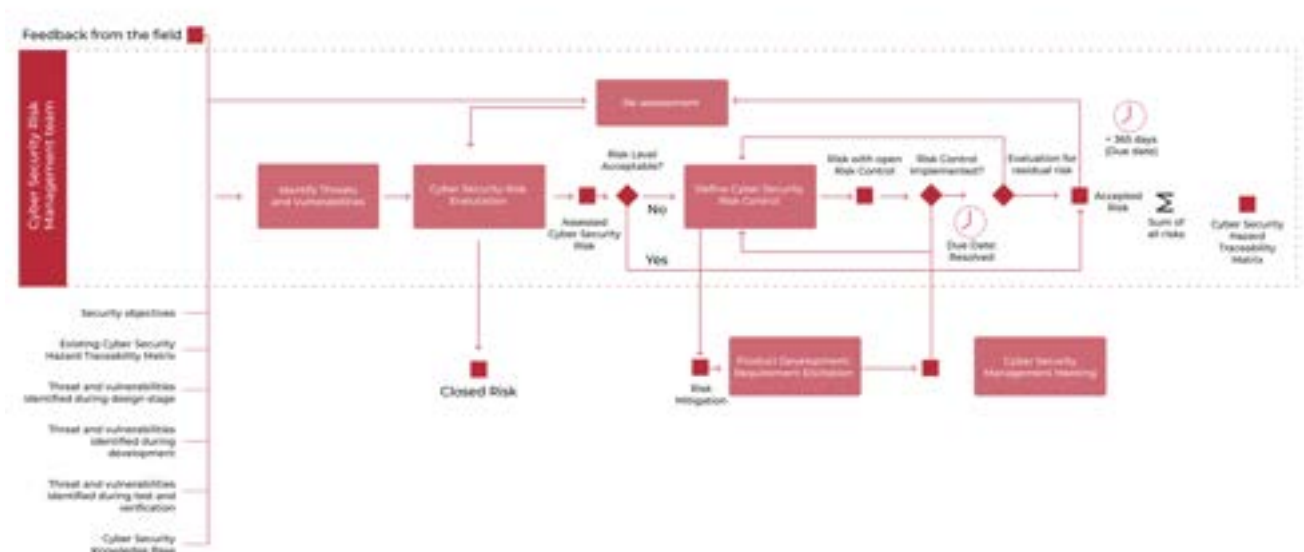 Feedback from the field
Cyber Security Risk
Management team
Re-assessment
< 365 days
(Due date)
Risk Level
Acceptable?
Risk with open
Risk Control
Risk Control
Implemented?
Evaluation for
residual risk
Identify Threats
and Vulnerabilities
Cyber Security Risk
Evalutation
Define Cyber Security
Risk Control
No
Assessed
Cyber Security
Risk
Accepted
Risk
Sum of
all risks
Cyber Security
Hazard
Traceability
Matrix
Due Date:
Resolved
Yes
Security objectives
Existing Cyber Security
Hazard Traceability Matrix
Threat and vulnerabilities
identified during design stage
Threat and vulnerabilities
identified during
development
Threat and vulnerabilities
identified during test and
verification
Cyber Security
Knowledge Base
Closed Risk
Risk
Mitigation
Product Development:
Requirement Elicitation
Cyber Security
Management Meeting